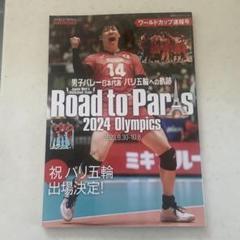 ワールドカップ速報号
14
男子バレー日本代表 パリ五輪への軌跡
Road to Paris
2024 Olympics
祝 パリ五輪
出場決定!
ミキ